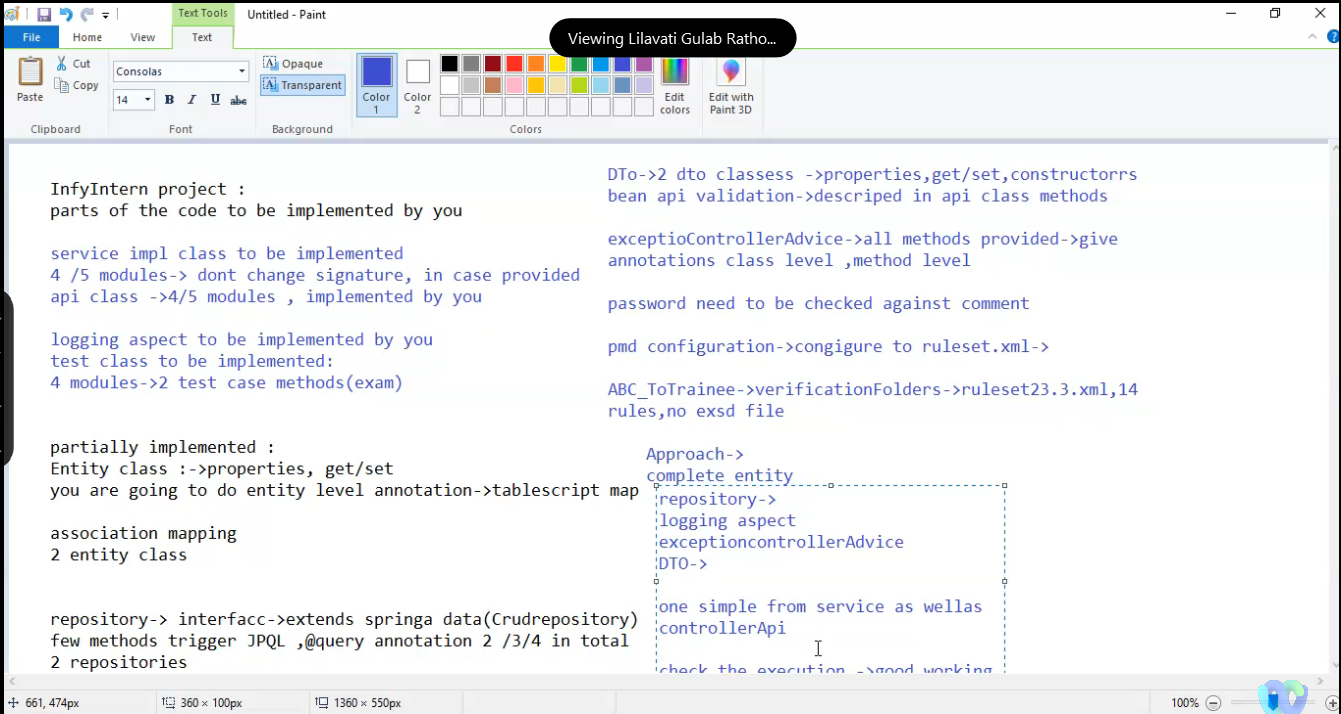 Text Tools
Untitled - Paint
Viewing Lilavati Gulab Ratho...
File
Home
View
Text
Paste
Cut
Copy
Clipboard
Consolas
14
B I U abc
Font
Opaque
Transparent
Background
Color 1
Color 2
Edit colors
Colors
Edit with Paint 3D
InfyIntern project :
parts of the code to be implemented by you
service impl class to be implemented
4 /5 modules-> dont change signature, in case provided
api class ->4/5 modules , implemented by you
logging aspect to be implemented by you
test class to be implemented:
4 modules->2 test case methods(exam)
partially implemented :
Entity class :->properties, get/set
you are going to do entity level annotation->tablescript map
association mapping
2 entity class
repository-> interfacc->extends springa data(Crudrepository)
few methods trigger JPQL ,@query annotation 2 /3/4 in total
2 repositories
DTo->2 dto classess ->properties,get/set,constructorrs
bean api validation->descriped in api class methods
exceptioControllerAdvice->all methods provided->give
annotations class level ,method level
password need to be checked against comment
pmd configuration->congigure to ruleset.xml->
ABC_ToTrainee->verificationFolders->ruleset23.3.xml,14
rules,no exsd file
Approach->
complete entity
repository->
logging aspect
exceptioncontrollerAdvice
DTO->
one simple from service as wellas
controllerApi
check the execution ->good working
661, 474px
360 × 100px
1360 × 550px
100%